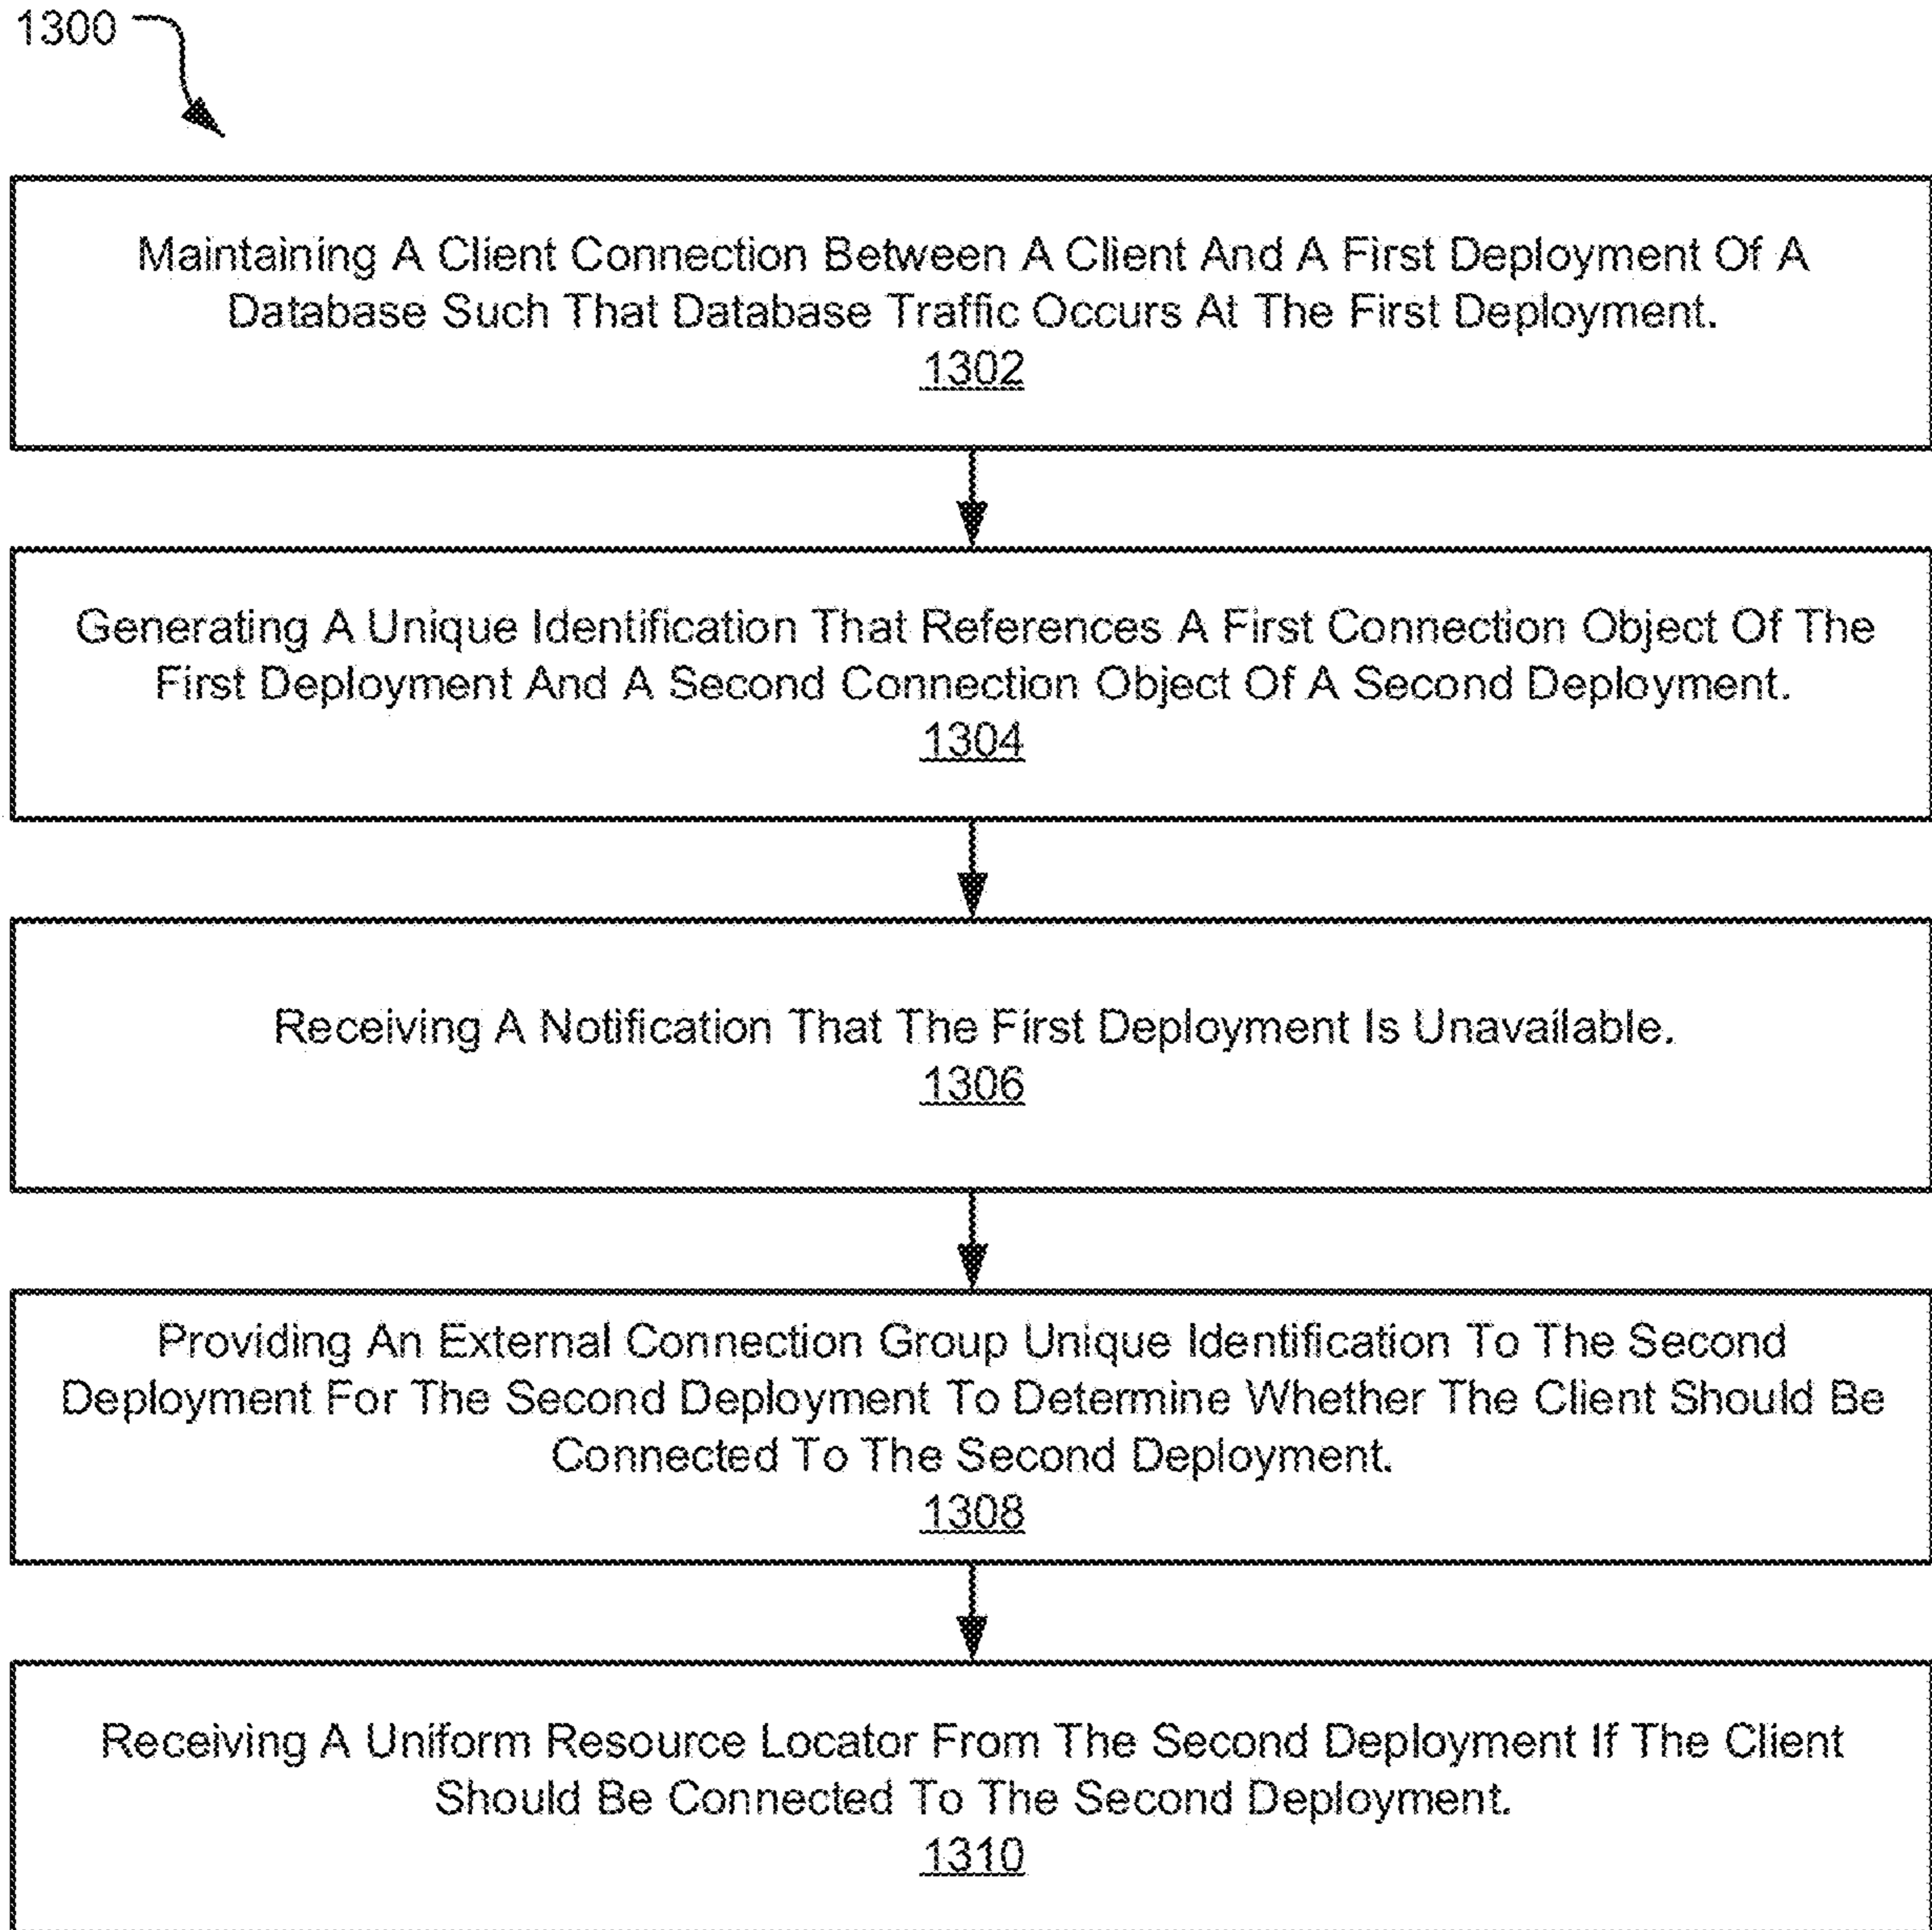 1300
Maintaining A Client Connection Between A Client And A First Deployment Of A
Database Such That Database Traffic Occurs At The First Deployment.
1302
Generating A Unique Identification That References A First Connection Object Of The
First Deployment And A Second Connection Object Of A Second Deployment.
1304
Receiving A Notification That The First Deployment Is Unavailable.
1306
Providing An External Connection Group Unique Identification To The Second
Deployment For The Second Deployment To Determine Whether The Client Should Be
Connected To The Second Deployment.
1308
Receiving A Uniform Resource Locator From The Second Deployment If The Client
Should Be Connected To The Second Deployment.
1310